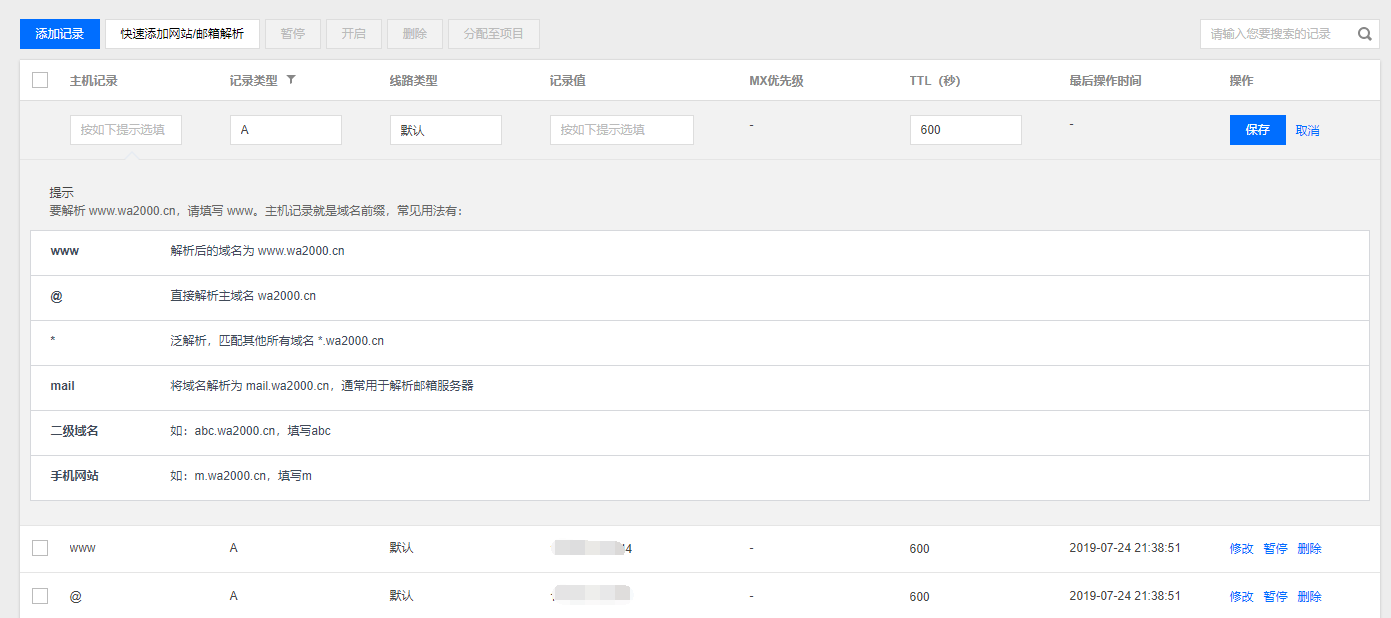 添加记录 快速添加网站/邮箱解析 暂停 开启 删除 分配至项目 请输入您要搜索的记录
主机记录 记录类型 线路类型 记录值 MX优先级 TTL（秒） 最后操作时间 操作
按如下提示选填 A 默认 按如下提示选填 - 600 - 保存 取消
提示
要解析 www.wa2000.cn，请填写 www。主机记录就是域名前缀，常见用法有：
www 解析后的域名为 www.wa2000.cn
@ 直接解析主域名 wa2000.cn
* 泛解析，匹配其他所有域名 *.wa2000.cn
mail 将域名解析为 mail.wa2000.cn，通常用于解析邮箱服务器
二级域名 如：abc.wa2000.cn，填写abc
手机网站 如：m.wa2000.cn，填写m
www A 默认 - 600 2019-07-24 21:38:51 修改 暂停 删除
@ A 默认 - 600 2019-07-24 21:38:51 修改 暂停 删除